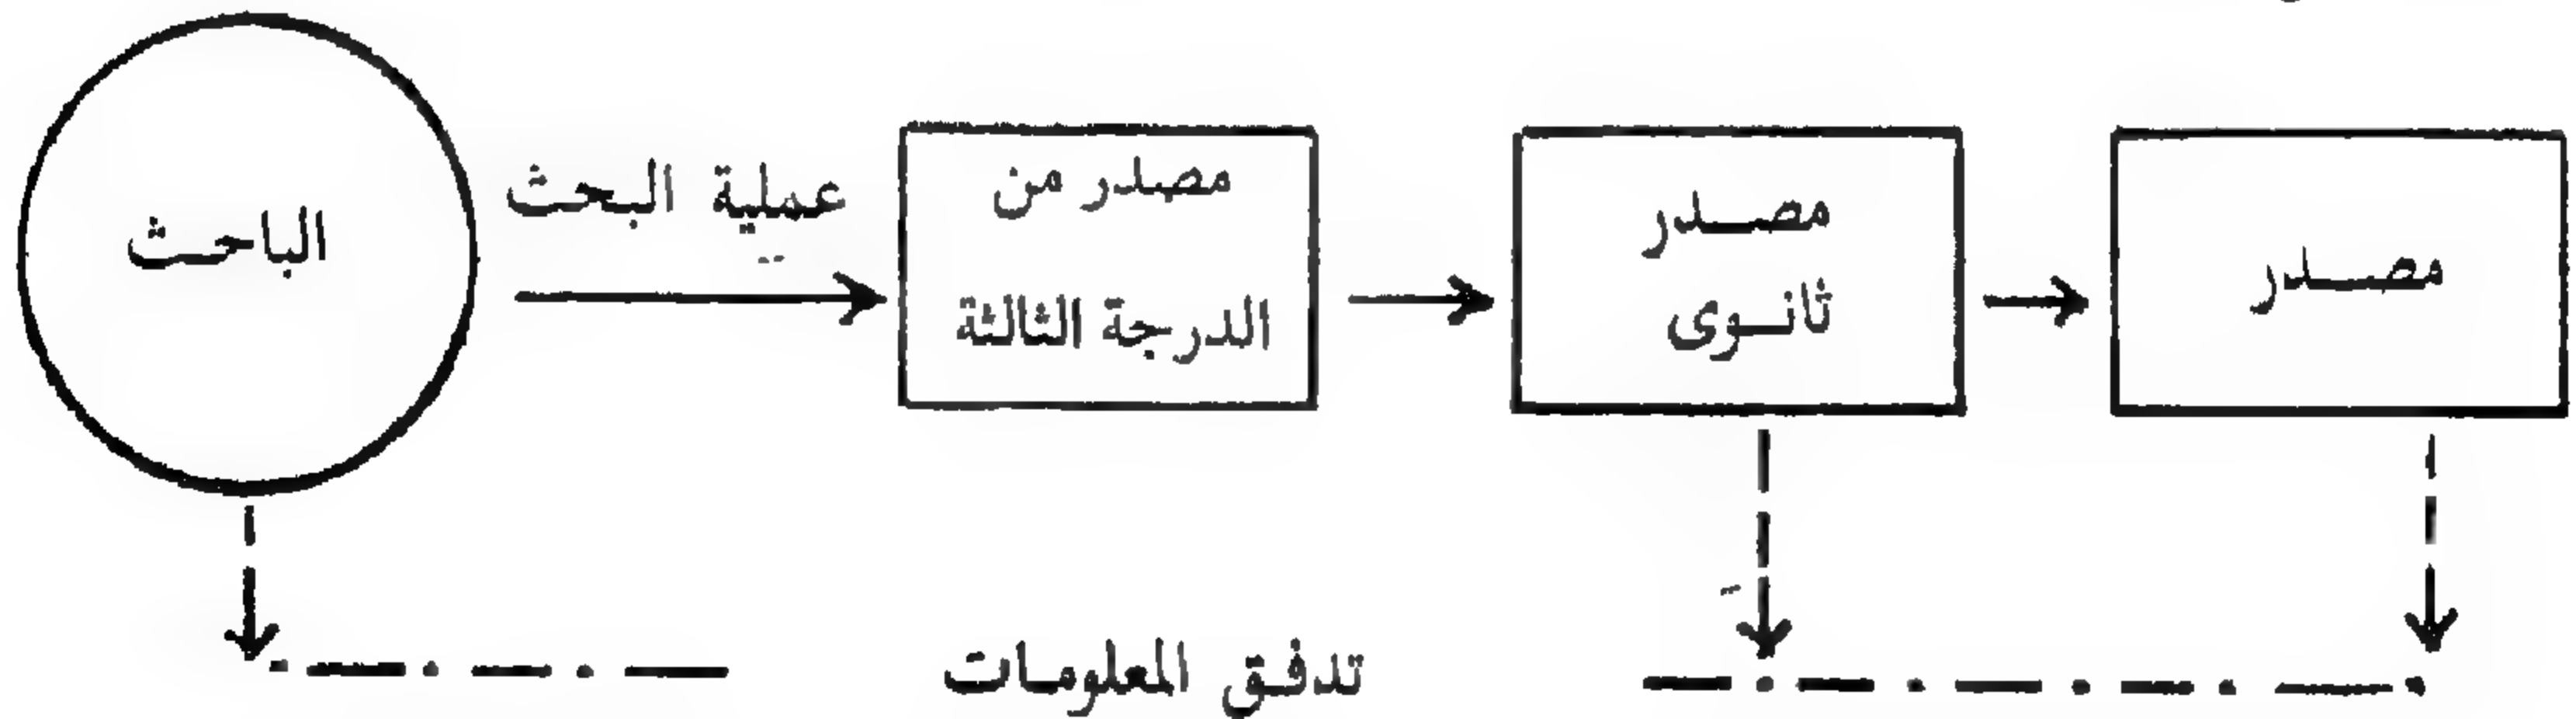 الباحث
عملية البحث
مصدر من
الدرجة الثالثة
مصدر
ثانوى
مصدر
تدفق المعلومات